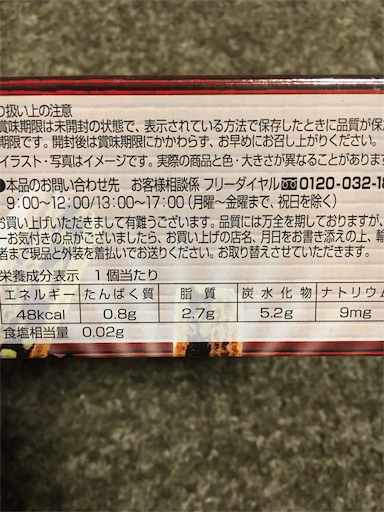 り扱い上の注意
賞味期限は未開封の状態で、表示されている方法で保存したときに品質が保
期限です。開封後は賞味期限にかかわらず、お早めにお召し上がりください。
イラスト・写真はイメージです。実際の商品と色・大きさが異なることがあります
●本品のお問い合わせ先 お客様相談係 フリーダイヤル 0120-032-18
9:00~12:00/13:00~17:00(月曜~金曜まで、祝日を除く)
お買い上げいただきまして有難うございます。品質には万全を期しておりますが、
一お気付きの点がございましたら、お買い上げの店名、月日をお書き添えの上、
者まで現品と外装を着払いでお送りください。お取り替えさせていただきます。
栄養成分表示 1個当たり
エネルギー たんぱく質 脂質 炭水化物 ナトリウム
48kcal 0.8g 2.7g 5.2g 9mg
食塩相当量 0.02g